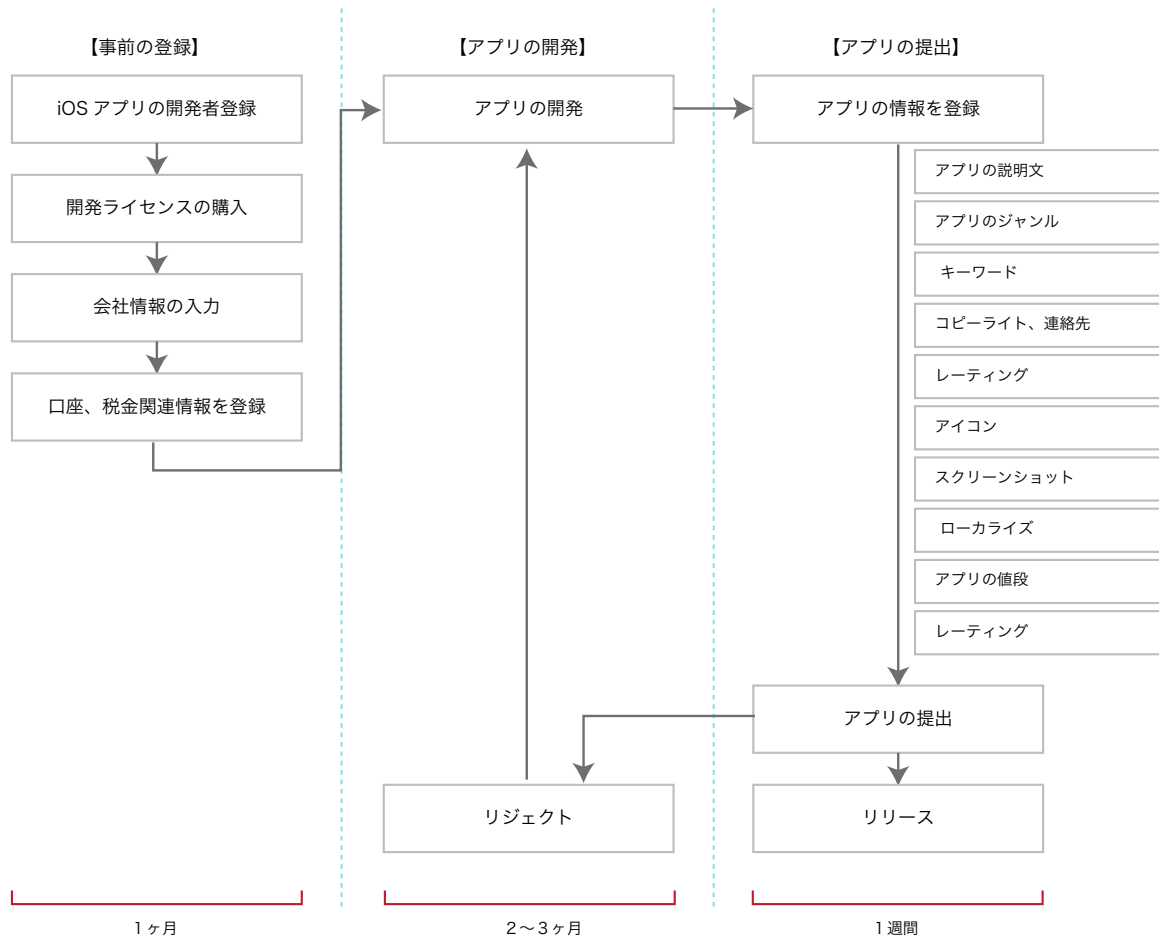 【事前の登録】
iOS アプリの開発者登録
開発ライセンスの購入
会社情報の入力
口座、税金関連情報を登録
1ヶ月
【アプリの開発】
アプリの開発
リジェクト
2〜3ヶ月
【アプリの提出】
アプリの情報を登録
アプリの説明文
アプリのジャンル
キーワード
コピーライト、連絡先
レーティング
アイコン
スクリーンショット
ローカライズ
アプリの値段
レーティング
アプリの提出
リリース
1週間